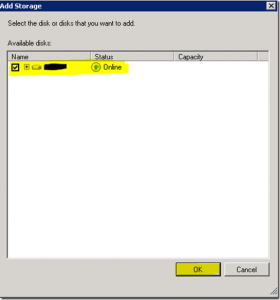 Add Storage
Select the disk or disks that you want to add.
Available disks:
Name Status Capacity
Online
OK Cancel